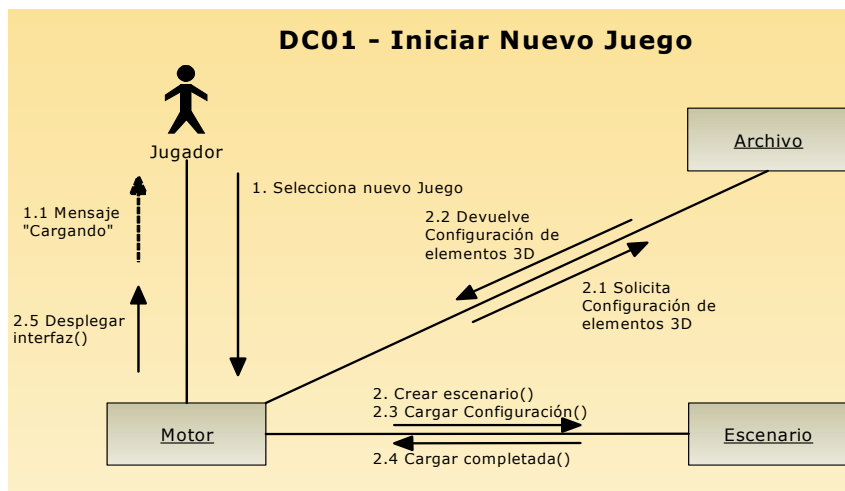 DC01 - Iniciar Nuevo Juego
Jugador
Archivo
1. Selecciona nuevo Juego
1.1 Mensaje
"Cargando"
2.2 Devuelve
Configuración de
elementos 3D
2.1 Solicita
Configuración de
elementos 3D
2.5 Desplegar
interfaz()
2. Crear escenario()
2.3 Cargar Configuración()
Motor
Escenario
2.4 Cargar completada()